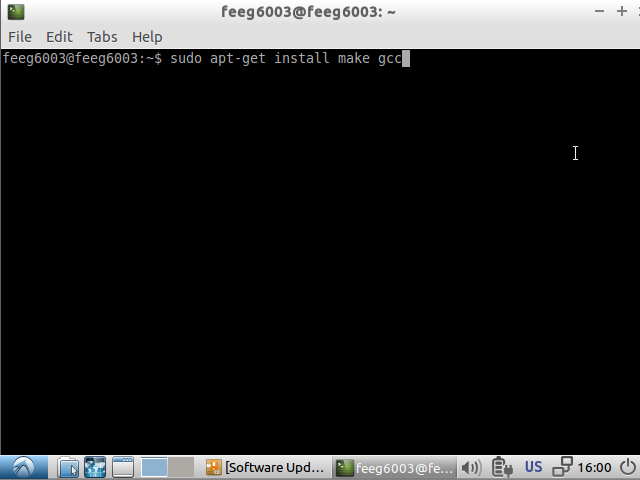 feeg6003@feeg6003: ~
File Edit Tabs Help
feeg6003@feeg6003:~$ sudo apt-get install make gcc
[Software Upd... feeg6003@fe... US 16:00